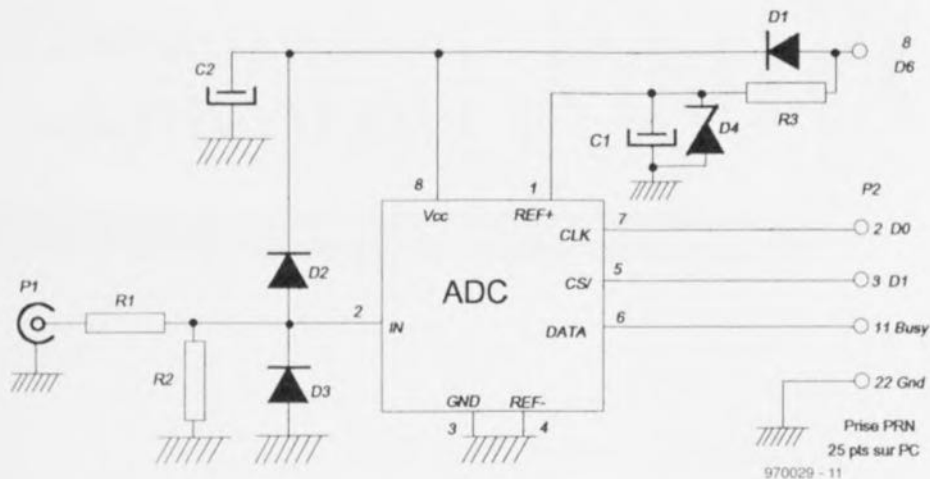 D1
8
D6
C2
R3
C1
D4
P2
8
1
Vcc
REF+
7
CLK
2 D0
ADC
5
CS/
3 D1
D2
P1
R1
2
IN
6
DATA
11 Busy
R2
D3
GND
REF-
3
4
22 Gnd
Prise PRN
25 pts sur PC
970029 - 11